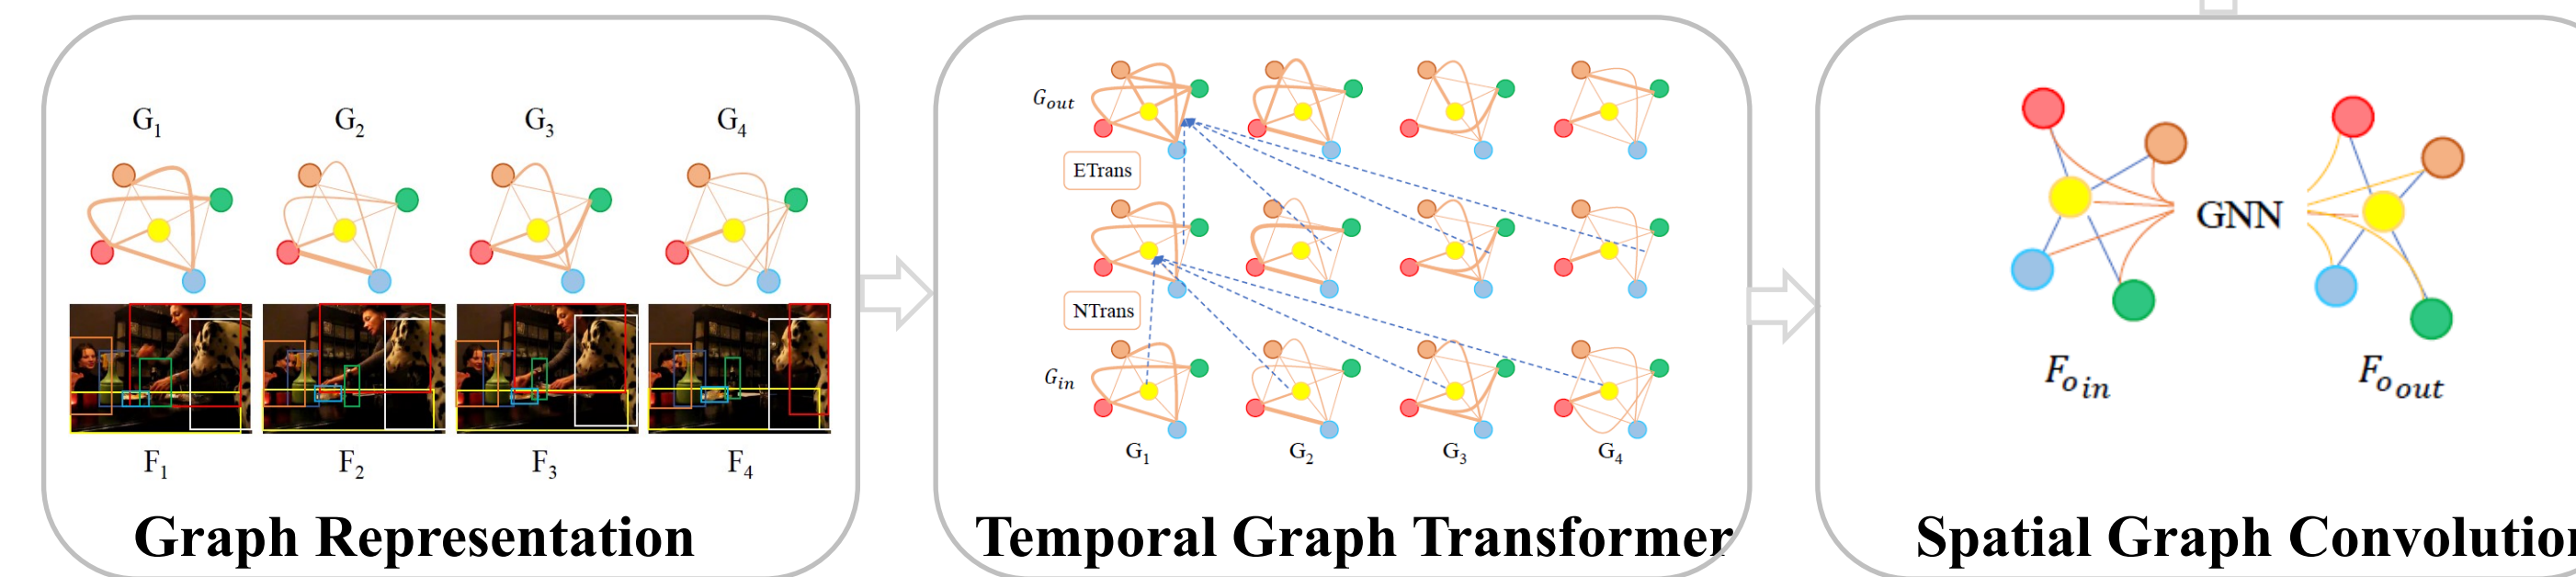 G1 G2 G3 G4
F1 F2 F3 F4
Graph Representation
Gout
ETrans
NTrans
Gin
G1 G2 G3 G4
Temporal Graph Transformer
GNN
Fo in Fo out
Spatial Graph Convolution